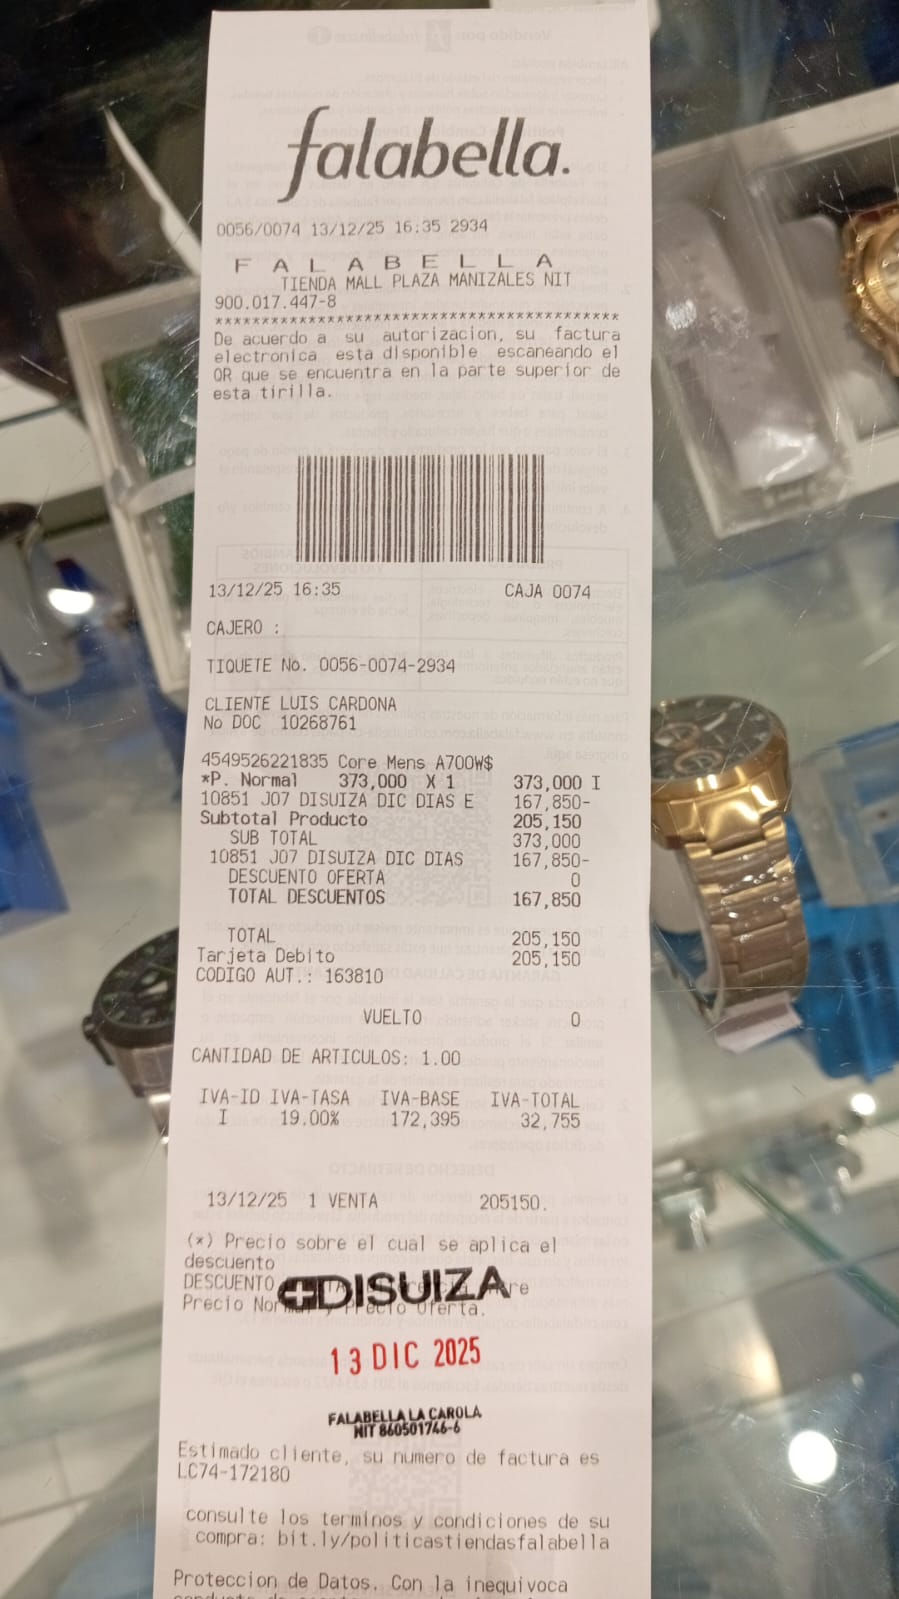 falabella.
0056/0074 13/12/25 16:35 2934
F A L A B E L L A
TIENDA MALL PLAZA MANIZALES NIT
900.017.447-8
*******************************************
De acuerdo a su autorizacion, su factura
electronica esta disponible escaneando el
QR que se encuentra en la parte superior de
esta tirilla.
13/12/25 16:35 CAJA 0074
CAJERO :
TIQUETE No. 0056-0074-2934
CLIENTE LUIS CARDONA
No DOC 10268761
4549526221835 Core Mens A700W$
*P. Normal 373,000 X 1 373,000 I
10851 J07 DISUIZA DIC DIAS E 167,850-
Subtotal Producto 205,150
SUB TOTAL 373,000
10851 J07 DISUIZA DIC DIAS 167,850-
DESCUENTO OFERTA 0
TOTAL DESCUENTOS 167,850
TOTAL 205,150
Tarjeta Debito 205,150
CODIGO AUT.: 163810
VUELTO 0
CANTIDAD DE ARTICULOS: 1.00
IVA-ID IVA-TASA IVA-BASE IVA-TOTAL
I 19.00% 172,395 32,755
13/12/25 1 VENTA 205150.
(*) Precio sobre el cual se aplica el
descuento
DESCUENTO
DISUIZA
Precio Precio Oferta.
13 DIC 2025
FALABELLA LA CAROLA
NIT 860501746-6
Estimado cliente, su numero de factura es
LC74-172180
consulte los terminos y condiciones de su
compra: bit.ly/politicastiendasfalabella
Proteccion de Datos. Con la inequivoca